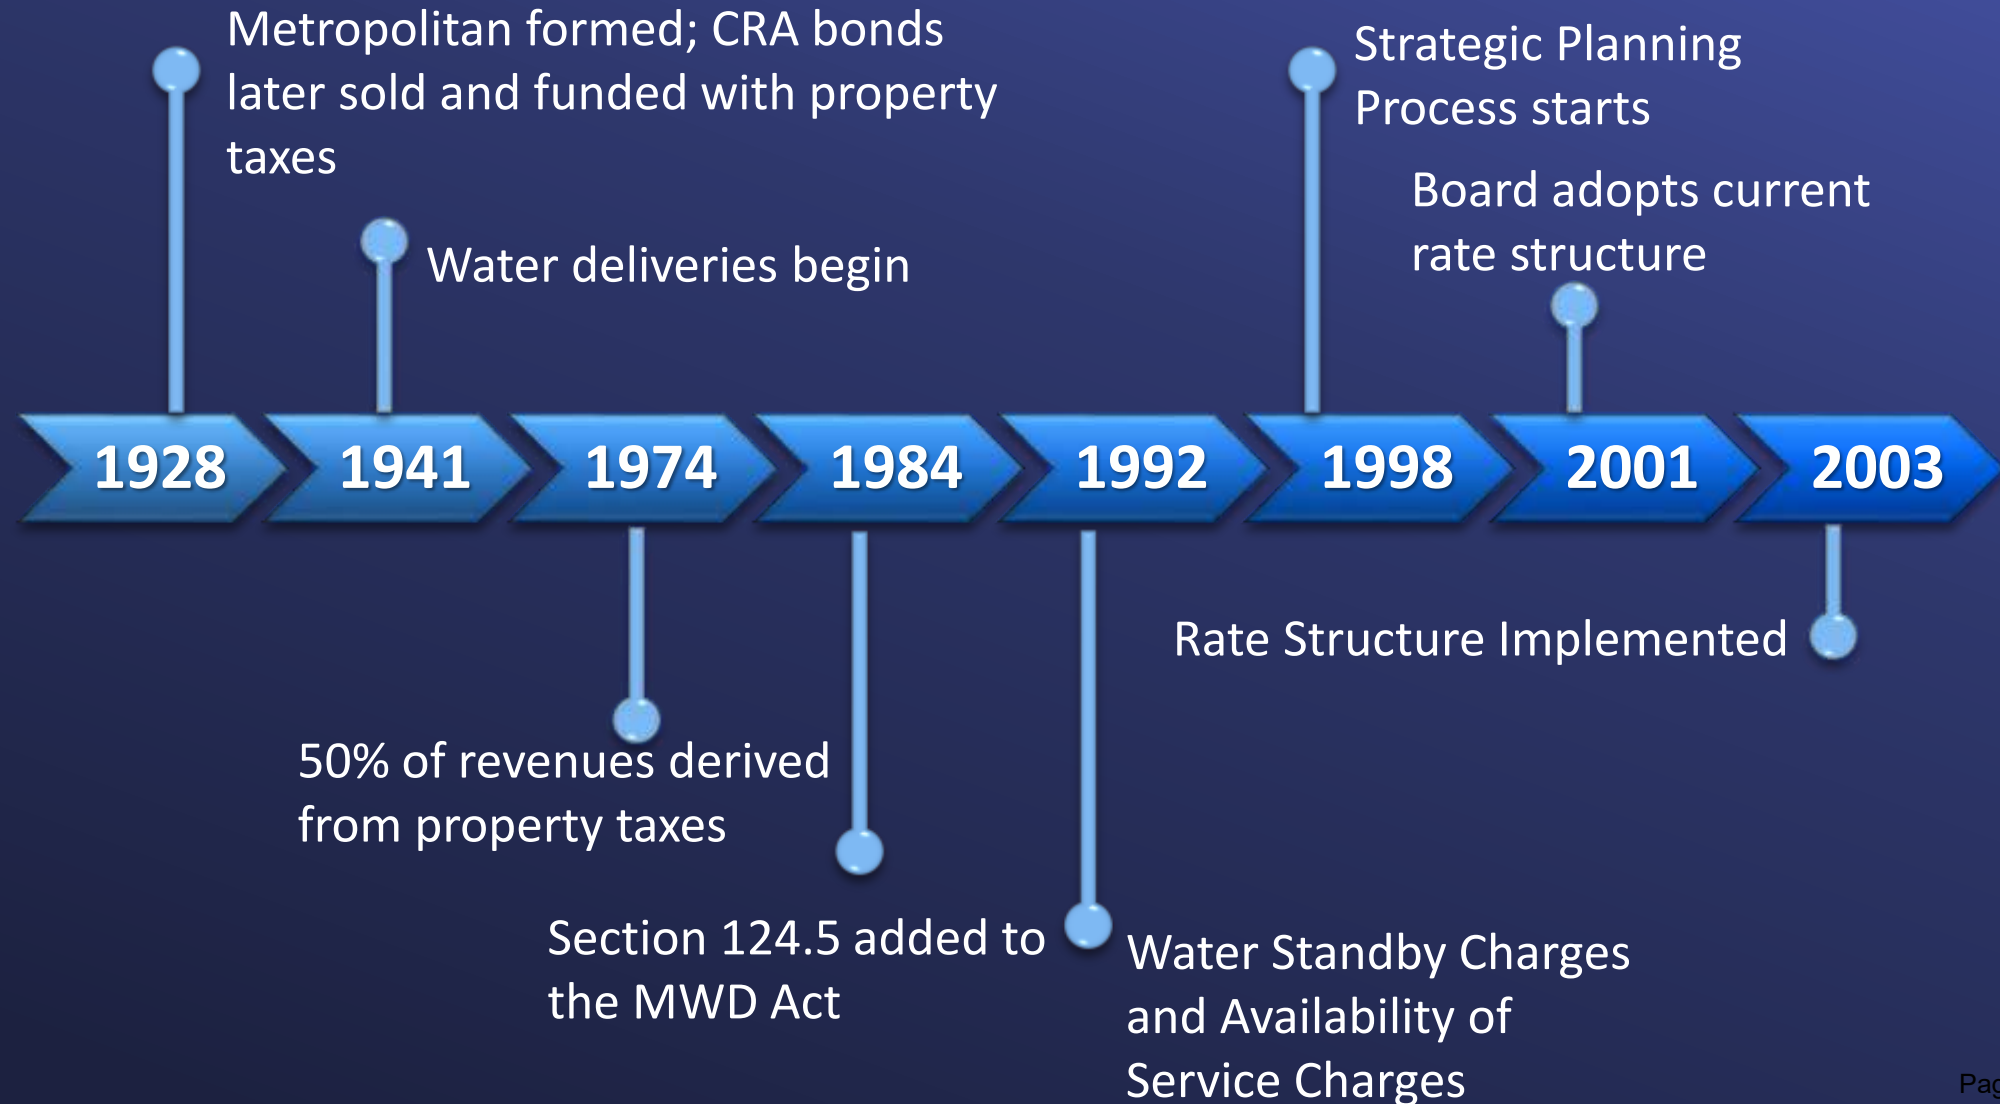 Metropolitan formed; CRA bonds
later sold and funded with property
taxes
Strategic Planning
Process starts
Board adopts current
rate structure
Water deliveries begin
1928
1941
1974
1984
1992
1998
2001
2003
Rate Structure Implemented
50% of revenues derived
from property taxes
Section 124.5 added to
the MWD Act
Water Standby Charges
and Availability of
Service Charges